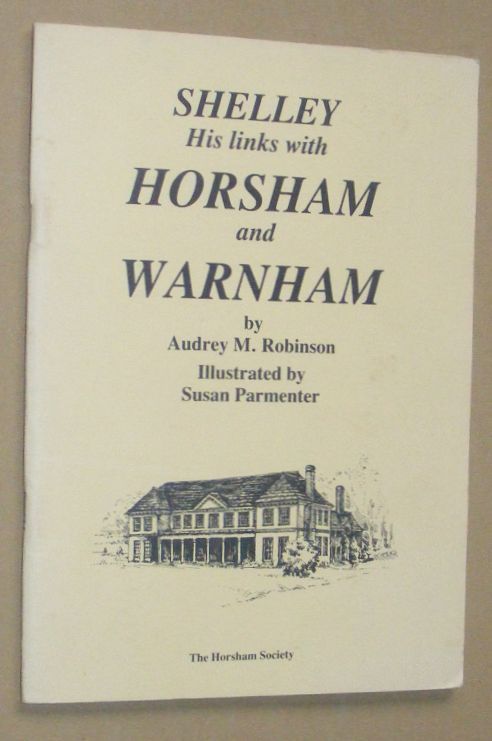 SHELLEY
His links with
HORSHAM
and
WARNHAM
by
Audrey M. Robinson
Illustrated by
Susan Parmenter
The Horsham Society